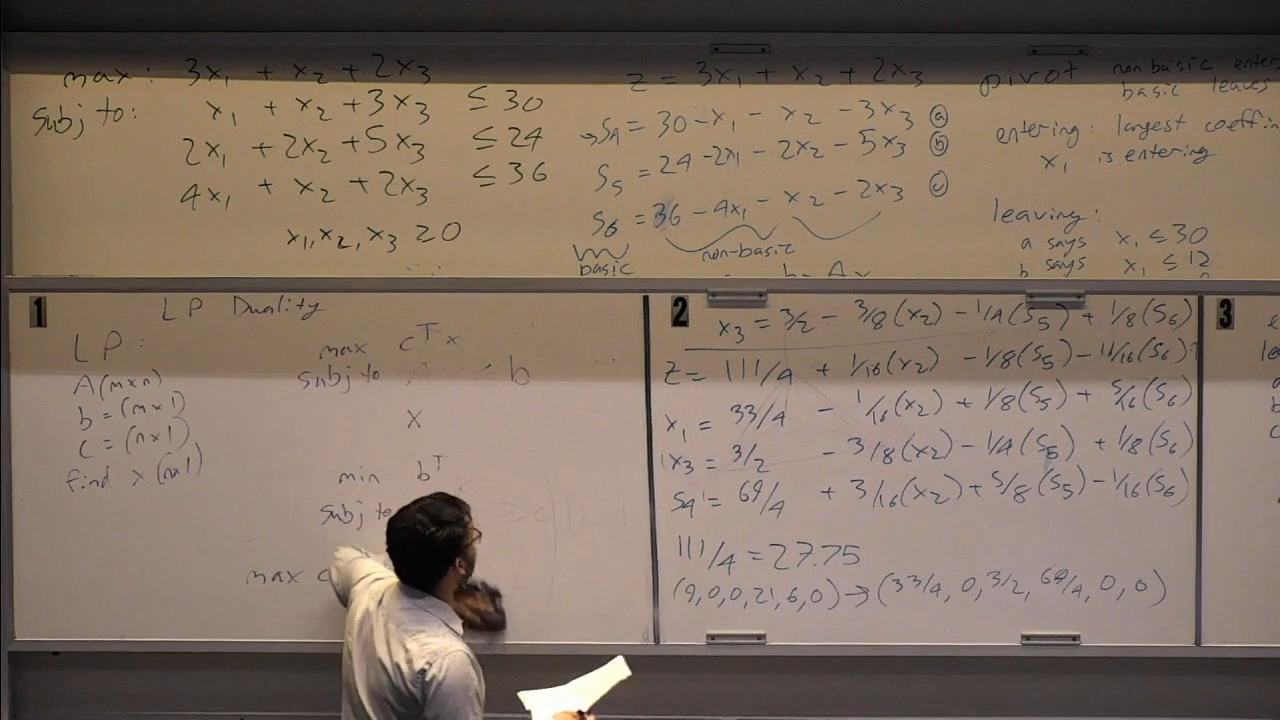 max: 3x₁ + x₂ + 2x₃
subj to: x₁ + x₂ + 3x₃ ≤ 30
2x₁ + 2x₂ + 5x₃ ≤ 24
4x₁ + x₂ + 2x₃ ≤ 36
x₁, x₂, x₃ ≥ 0
z = 3x₁ + x₂ + 2x₃
→ S₄ = 30 - x₁ - x₂ - 3x₃ ⓐ
S₅ = 24 - 2x₁ - 2x₂ - 5x₃ ⓑ
S₆ = 36 - 4x₁ - x₂ - 2x₃ ⓒ
basic non-basic
pivot nonbasic enter
basic leaves
entering: largest coeffin
x₁ is entering
leaving:
a says x₁ ≤ 30
b says x₁ ≤ 12
1
LP Duality
LP:
A (m×n)
b = (m×1)
c = (n×1)
find x (n×1)
max cᵀx
subj to ≤ b
x
min bᵀ
subj to
max c
2
x₃ = 3/2 - 3/8(x₂) - 1/4(S₅) + 1/8(S₆)
z = 111/4 + 1/16(x₂) - 1/8(S₅) - 11/16(S₆)
x₁ = 33/4 - 1/16(x₂) + 1/8(S₅) + 5/16(S₆)
x₃ = 3/2 - 3/8(x₂) - 1/4(S₅) + 1/8(S₆)
S₄ = 69/4 + 3/16(x₂) + 5/8(S₅) - 1/16(S₆)
111/4 = 27.75
(9,0,0,21,6,0) → (33/4, 0, 3/2, 69/4, 0, 0)
3